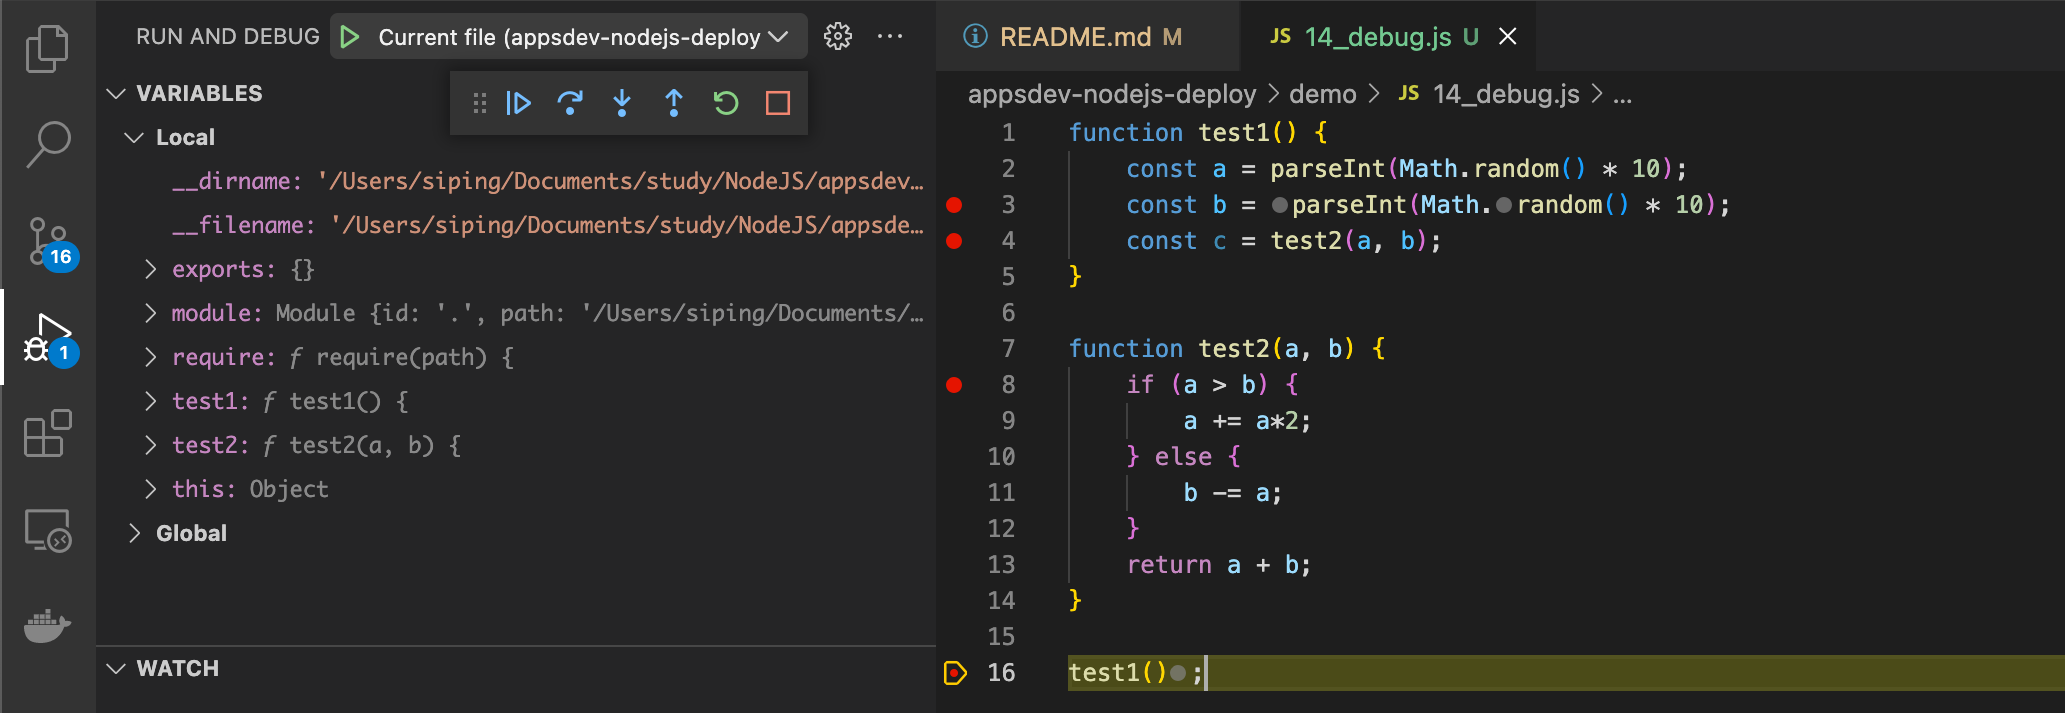 RUN AND DEBUG
Current file (appsdev-nodejs-deploy
VARIABLES
Local
__dirname: '/Users/siping/Documents/study/NodeJS/appsdev…
__filename: '/Users/siping/Documents/study/NodeJS/appsde…
exports: {}
module: Module {id: '.', path: '/Users/siping/Documents/…
require: ƒ require(path) {
test1: ƒ test1() {
test2: ƒ test2(a, b) {
this: Object
Global
WATCH
16
1
README.md M
JS 14_debug.js U
appsdev-nodejs-deploy > demo > JS 14_debug.js > ...
1 function test1() {
2 const a = parseInt(Math.random() * 10);
3 const b = parseInt(Math.random() * 10);
4 const c = test2(a, b);
5 }
6
7 function test2(a, b) {
8 if (a > b) {
9 a += a*2;
10 } else {
11 b -= a;
12 }
13 return a + b;
14 }
15
16 test1();